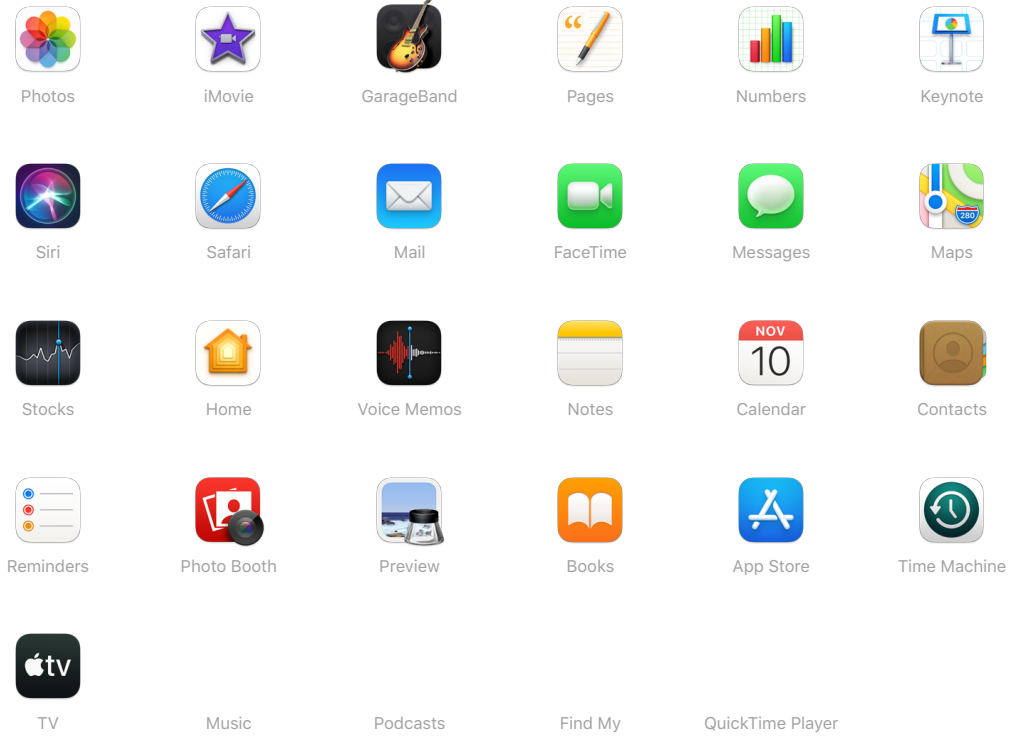 Photos
iMovie
GarageBand
“
Pages
Numbers
Keynote
Siri
Safari
Mail
FaceTime
Messages
280
Maps
Stocks
Home
Voice Memos
Notes
NOV
10
Calendar
Contacts
Reminders
Photo Booth
Preview
Books
App Store
Time Machine
tv
TV
Music
Podcasts
Find My
QuickTime Player